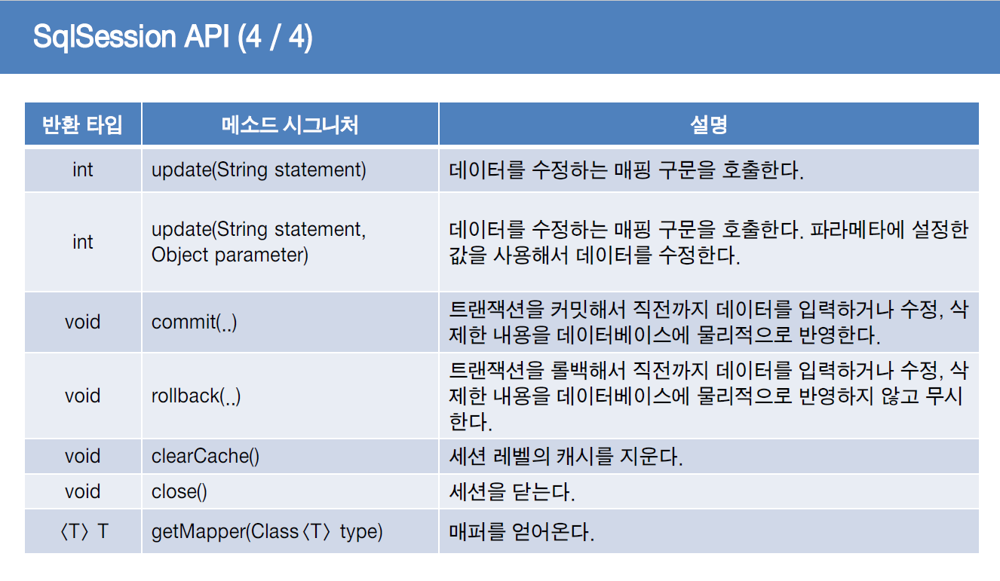 SqlSession API (4 / 4)
반환 타입 메소드 시그니처 설명
int update(String statement) 데이터를 수정하는 매핑 구문을 호출한다.
int update(String statement, Object parameter) 데이터를 수정하는 매핑 구문을 호출한다. 파라메타에 설정한
값을 사용해서 데이터를 수정한다.
void commit(..) 트랜잭션을 커밋해서 직전까지 데이터를 입력하거나 수정, 삭
제한 내용을 데이터베이스에 물리적으로 반영한다.
void rollback(..) 트랜잭션을 롤백해서 직전까지 데이터를 입력하거나 수정, 삭
제한 내용을 데이터베이스에 물리적으로 반영하지 않고 무시
한다.
void clearCache() 세션 레벨의 캐시를 지운다.
void close() 세션을 닫는다.
〈T〉 T getMapper(Class〈T〉 type) 매퍼를 얻어온다.